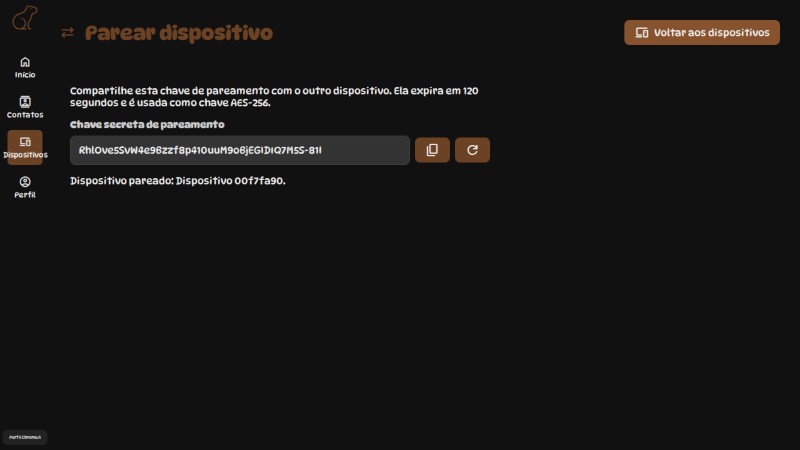 Parear dispositivo
Voltar aos dispositivos
Início
Contatos
Dispositivos
Perfil
Compartilhe esta chave de pareamento com o outro dispositivo. Ela expira em 120
segundos e é usada como chave AES-256.
Chave secreta de pareamento
Dispositivo pareado: Dispositivo 00f7fa90.